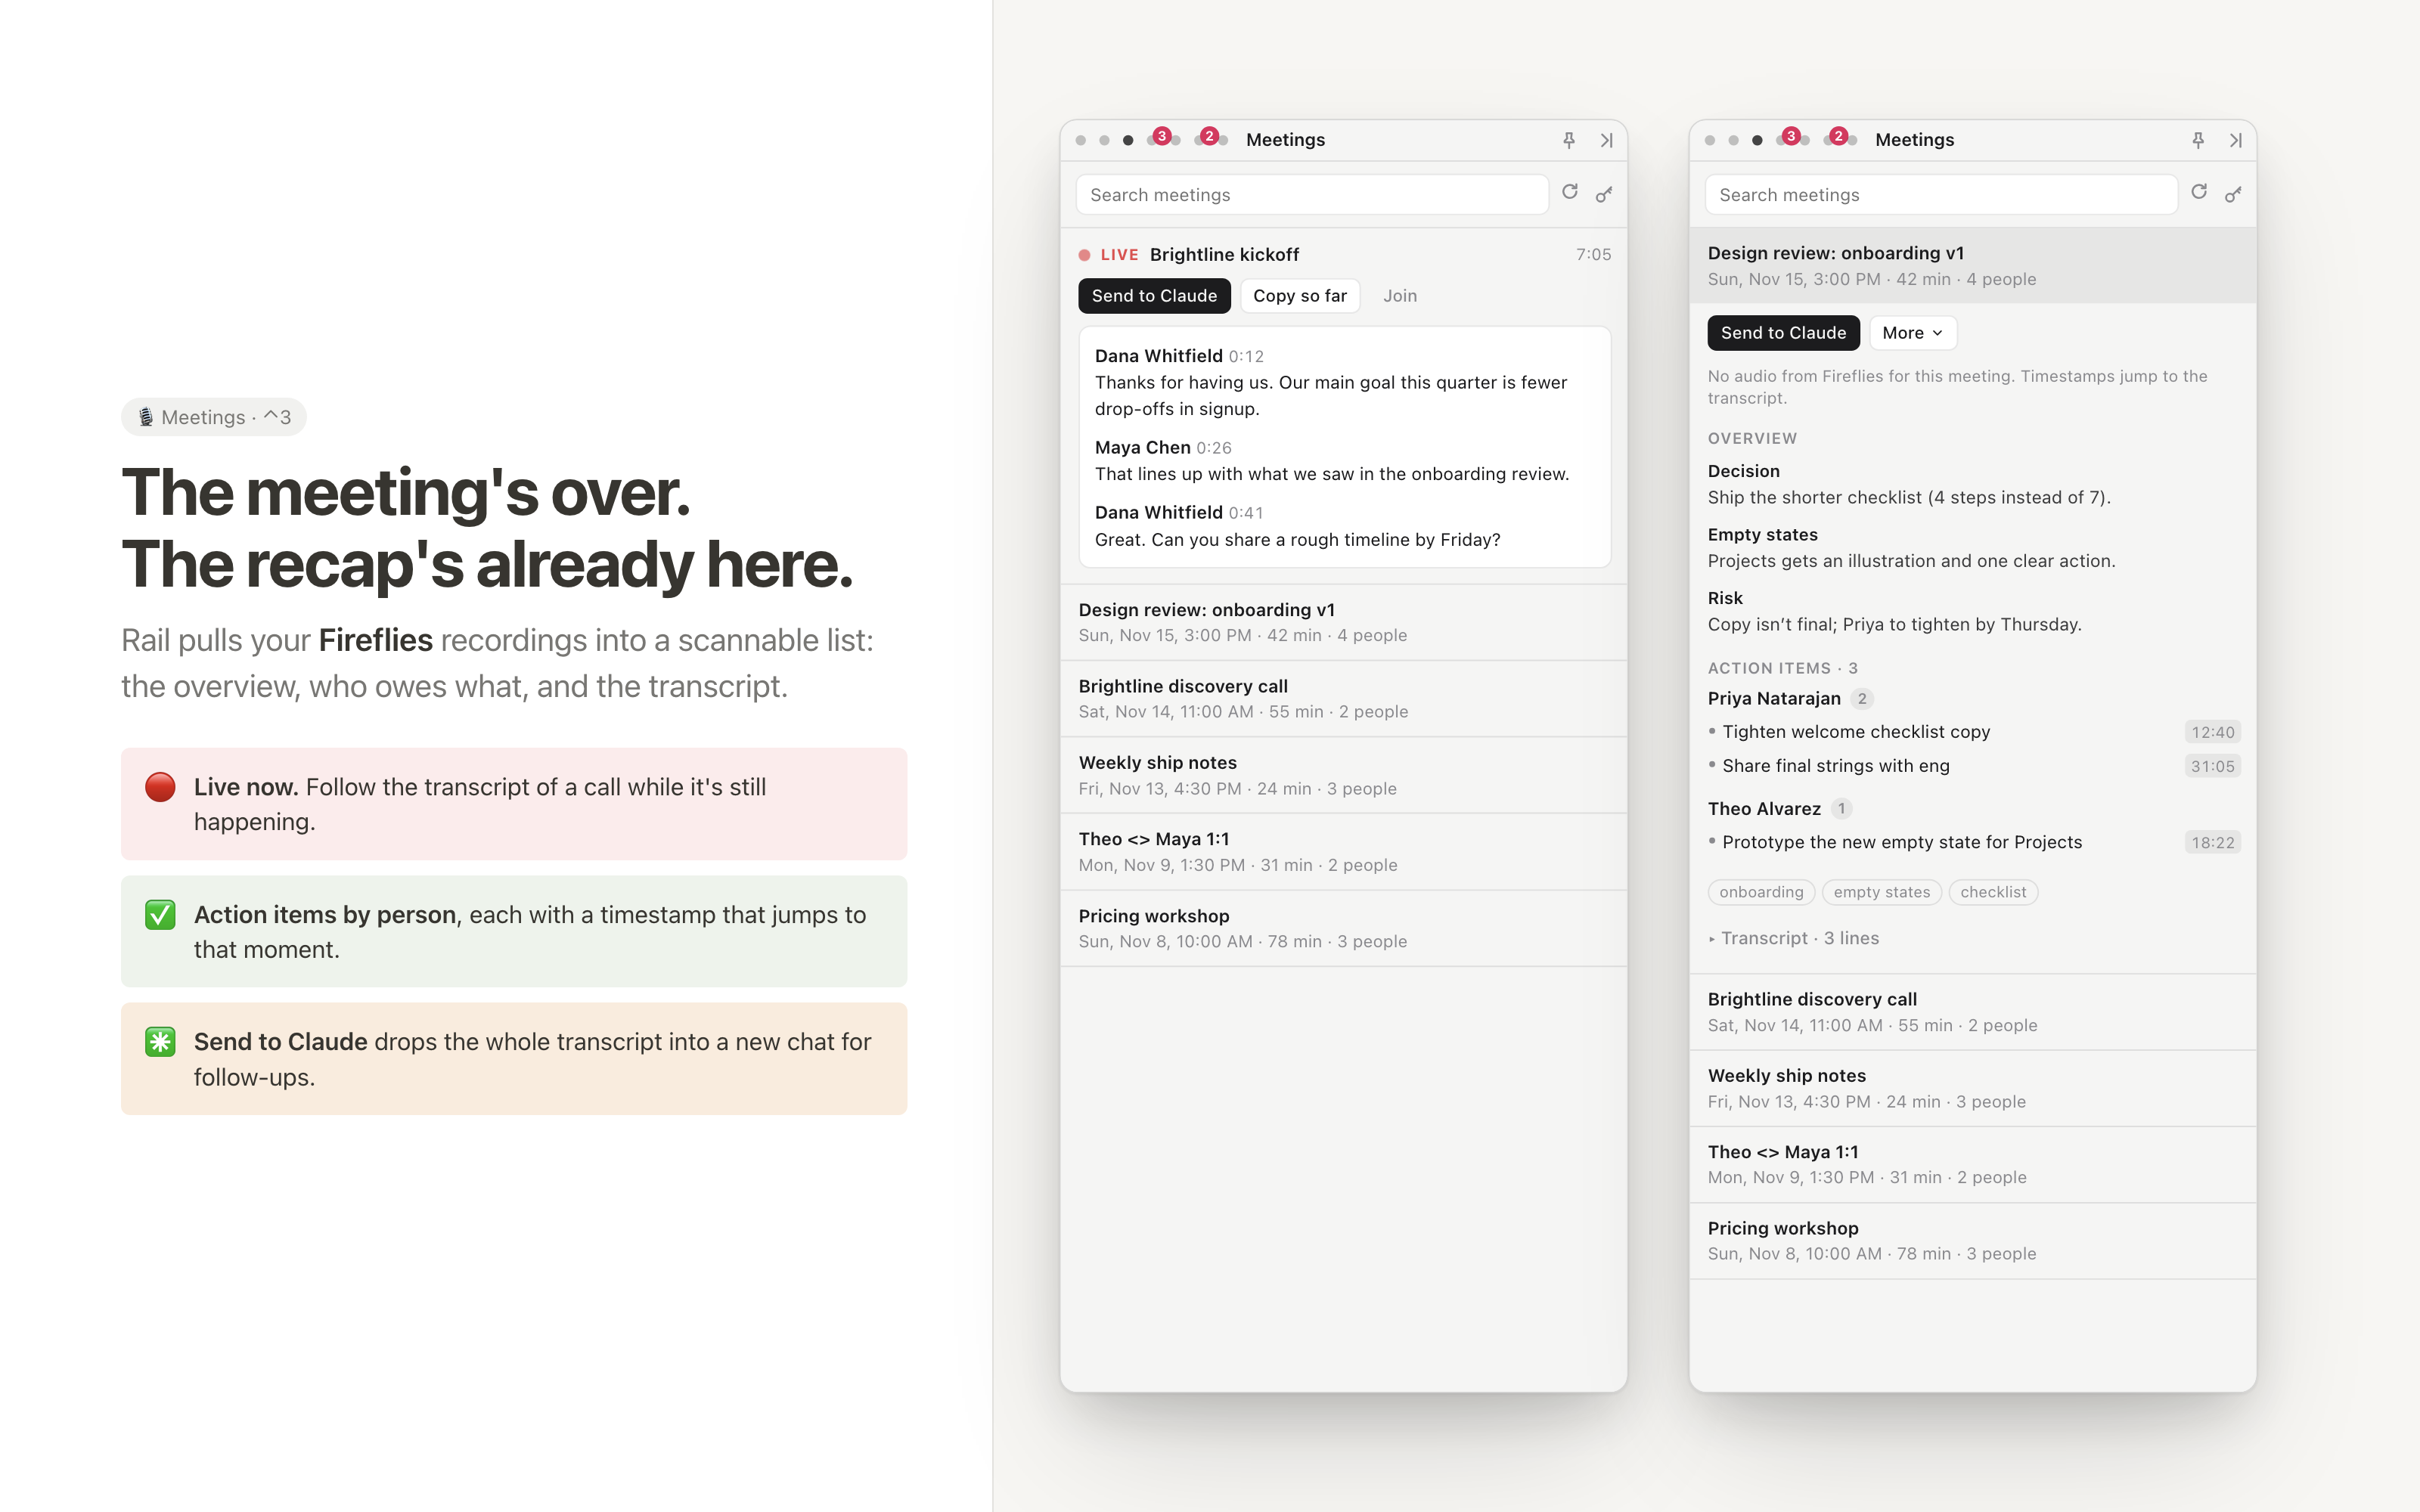 Meetings · ^3
The meeting's over.
The recap's already here.
Rail pulls your Fireflies recordings into a scannable list:
the overview, who owes what, and the transcript.
Live now. Follow the transcript of a call while it's still
happening.
Action items by person, each with a timestamp that jumps to
that moment.
Send to Claude drops the whole transcript into a new chat for
follow-ups.
3 2 Meetings
Search meetings
LIVE Brightline kickoff 7:05
Send to Claude Copy so far Join
Dana Whitfield 0:12
Thanks for having us. Our main goal this quarter is fewer
drop-offs in signup.
Maya Chen 0:26
That lines up with what we saw in the onboarding review.
Dana Whitfield 0:41
Great. Can you share a rough timeline by Friday?
Design review: onboarding v1
Sun, Nov 15, 3:00 PM · 42 min · 4 people
Brightline discovery call
Sat, Nov 14, 11:00 AM · 55 min · 2 people
Weekly ship notes
Fri, Nov 13, 4:30 PM · 24 min · 3 people
Theo <> Maya 1:1
Mon, Nov 9, 1:30 PM · 31 min · 2 people
Pricing workshop
Sun, Nov 8, 10:00 AM · 78 min · 3 people
3 2 Meetings
Search meetings
Design review: onboarding v1
Sun, Nov 15, 3:00 PM · 42 min · 4 people
Send to Claude More
No audio from Fireflies for this meeting. Timestamps jump to the
transcript.
OVERVIEW
Decision
Ship the shorter checklist (4 steps instead of 7).
Empty states
Projects gets an illustration and one clear action.
Risk
Copy isn’t final; Priya to tighten by Thursday.
ACTION ITEMS · 3
Priya Natarajan 2
• Tighten welcome checklist copy 12:40
• Share final strings with eng 31:05
Theo Alvarez 1
• Prototype the new empty state for Projects 18:22
onboarding empty states checklist
▸ Transcript · 3 lines
Brightline discovery call
Sat, Nov 14, 11:00 AM · 55 min · 2 people
Weekly ship notes
Fri, Nov 13, 4:30 PM · 24 min · 3 people
Theo <> Maya 1:1
Mon, Nov 9, 1:30 PM · 31 min · 2 people
Pricing workshop
Sun, Nov 8, 10:00 AM · 78 min · 3 people